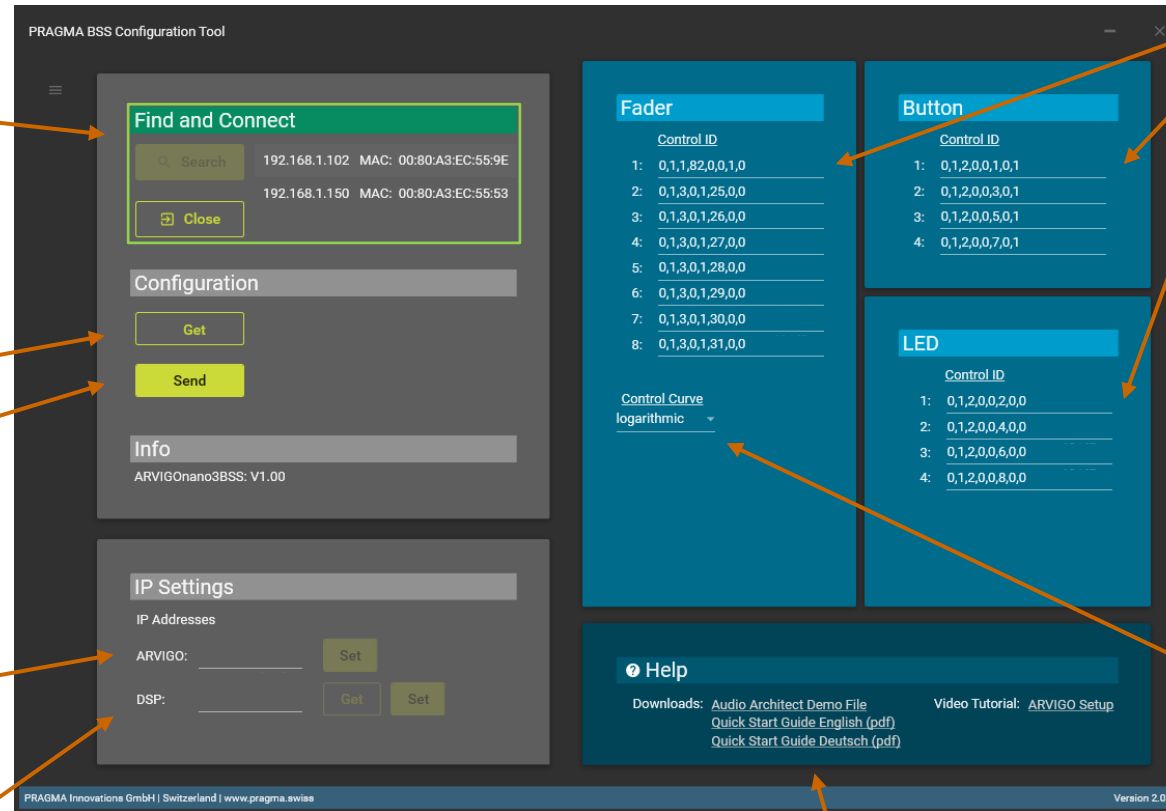 PRAGMA BSS Configuration Tool
Find and Connect
Search
192.168.1.102 MAC: 00:80:A3:EC:55:9E
192.168.1.150 MAC: 00:80:A3:EC:55:53
Close
Configuration
Get
Send
Info
ARVIGOnano3BSS: V1.00
IP Settings
IP Addresses
ARVIGO:
Set
DSP:
Get
Set
Fader
Control ID
1: 0,1,1,82,0,0,1,0
2: 0,1,3,0,1,25,0,0
3: 0,1,3,0,1,26,0,0
4: 0,1,3,0,1,27,0,0
5: 0,1,3,0,1,28,0,0
6: 0,1,3,0,1,29,0,0
7: 0,1,3,0,1,30,0,0
8: 0,1,3,0,1,31,0,0
Control Curve
logarithmic
Button
Control ID
1: 0,1,2,0,0,1,0,1
2: 0,1,2,0,0,3,0,1
3: 0,1,2,0,0,5,0,1
4: 0,1,2,0,0,7,0,1
LED
Control ID
1: 0,1,2,0,0,2,0,0
2: 0,1,2,0,0,4,0,0
3: 0,1,2,0,0,6,0,0
4: 0,1,2,0,0,8,0,0
Help
Downloads: Audio Architect Demo File
Quick Start Guide English (pdf)
Quick Start Guide Deutsch (pdf)
Video Tutorial: ARVIGO Setup
PRAGMA Innovations GmbH | Switzerland | www.pragma.swiss
Version 2.0